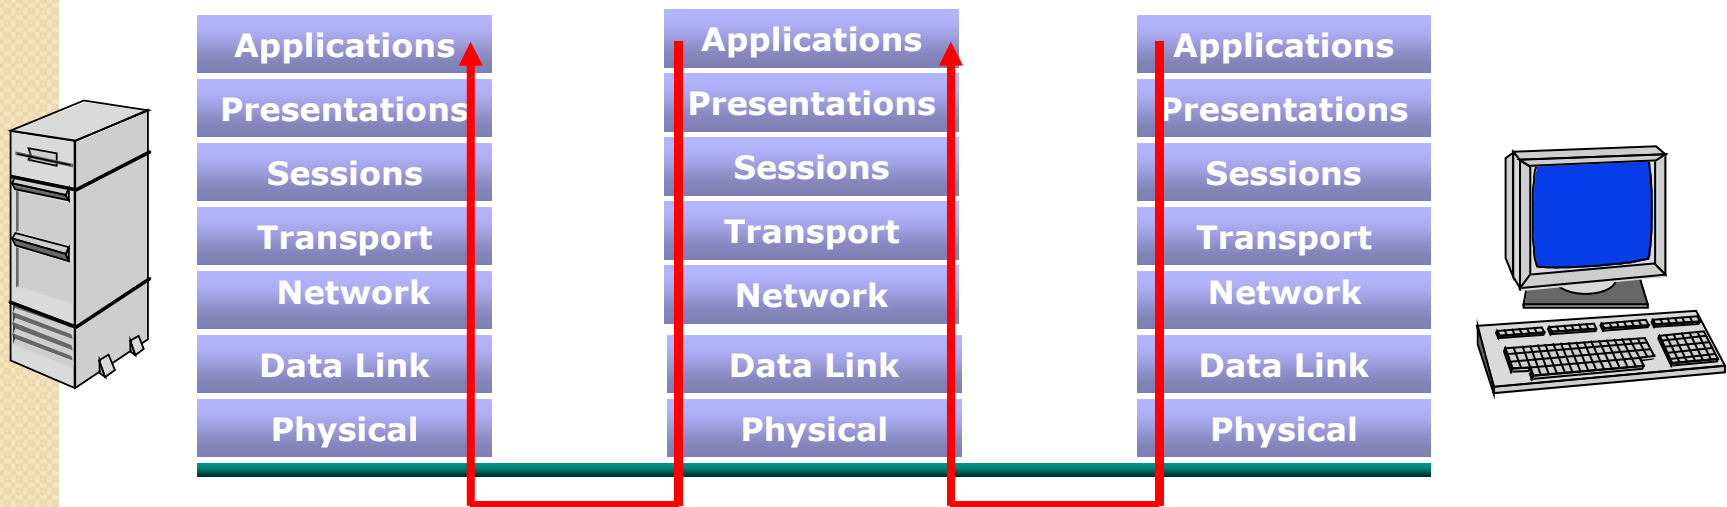 Applications
Presentations
Sessions
Transport
Network
Data Link
Physical
Applications
Presentations
Sessions
Transport
Network
Data Link
Physical
Applications
Presentations
Sessions
Transport
Network
Data Link
Physical